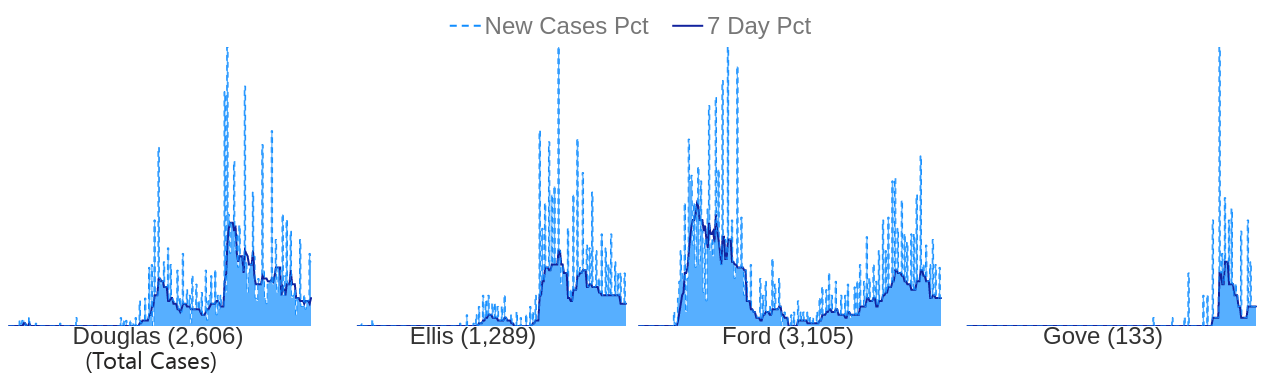 New Cases Pct 7 Day Pct
Douglas (2,606) Ellis (1,289) Ford (3,105) Gove (133)
(Total Cases)